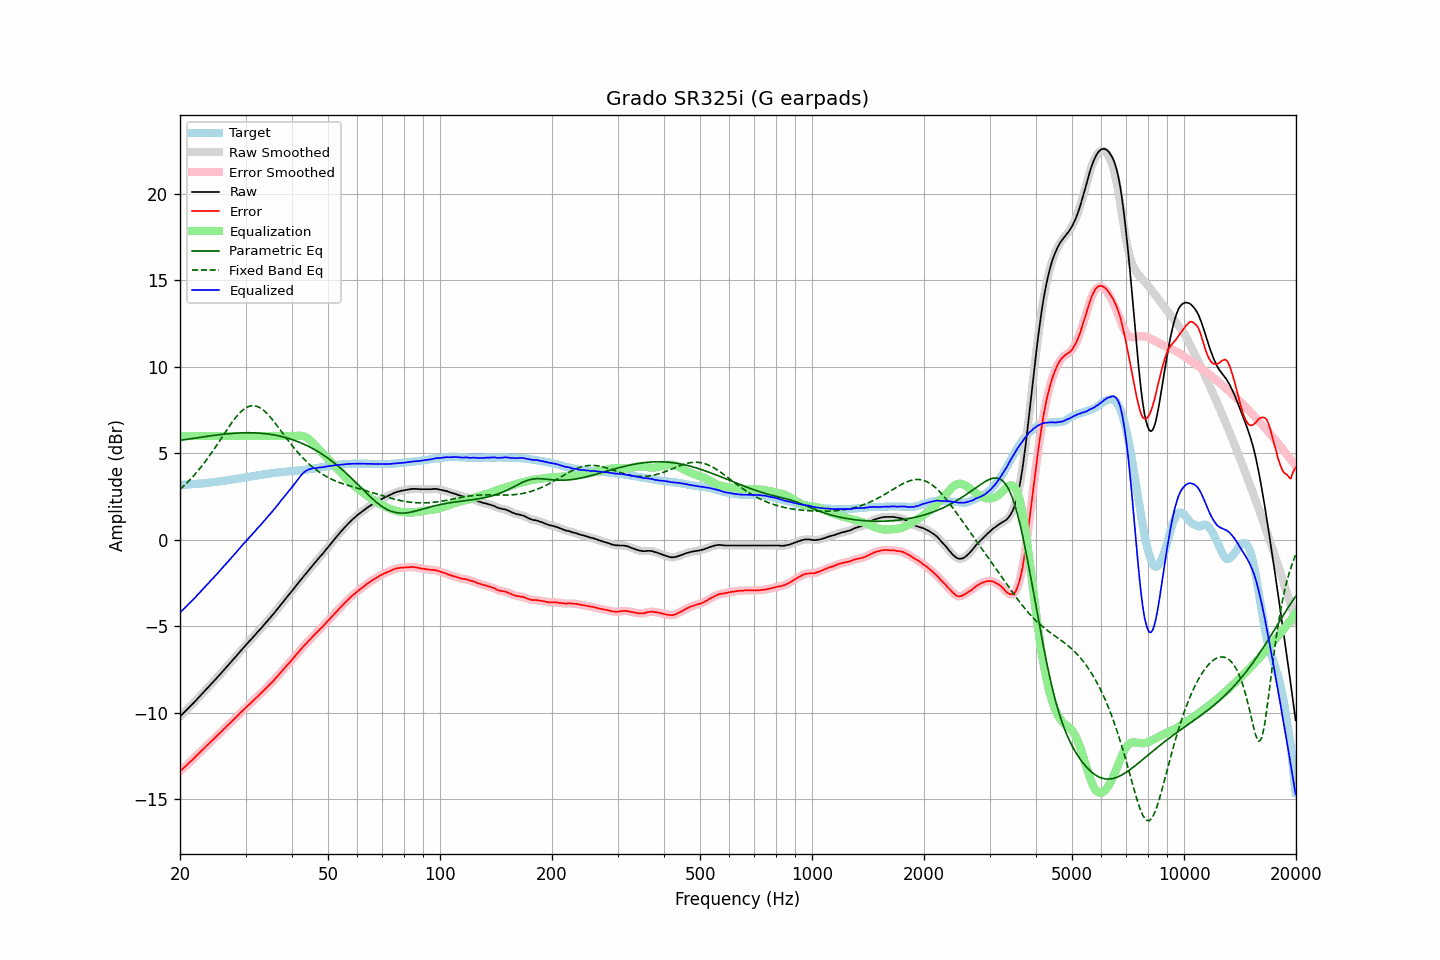 Grado SR325i (G earpads)
Target
Raw Smoothed
Error Smoothed
Raw
Error
Equalization
Parametric Eq
Fixed Band Eq
Equalized
Amplitude (dBr)
20
15
10
5
0
−5
−10
−15
20 50 100 200 500 1000 2000 5000 10000 20000
Frequency (Hz)